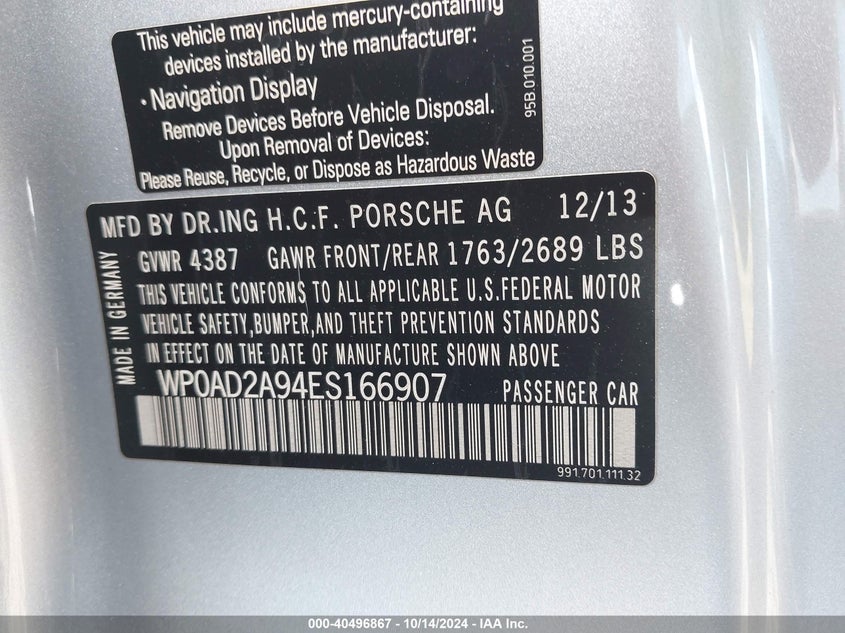 This vehicle may include mercury-containing
devices installed by the manufacturer:
• Navigation Display
Remove Devices Before Vehicle Disposal.
Upon Removal of Devices:
Please Reuse, Recycle, or Dispose as Hazardous Waste
95B.010.001
MFD BY DR.ING H.C.F. PORSCHE AG 12/13
GVWR 4387 GAWR FRONT/REAR 1763/2689 LBS
THIS VEHICLE CONFORMS TO ALL APPLICABLE U.S.FEDERAL MOTOR
VEHICLE SAFETY,BUMPER,AND THEFT PREVENTION STANDARDS
IN EFFECT ON THE DATE OF MANUFACTURE SHOWN ABOVE
MADE IN GERMANY
WP0AD2A94ES166907 PASSENGER CAR
991.701.111.32
000-40496867 | 10/14/2024 - IAA Inc.